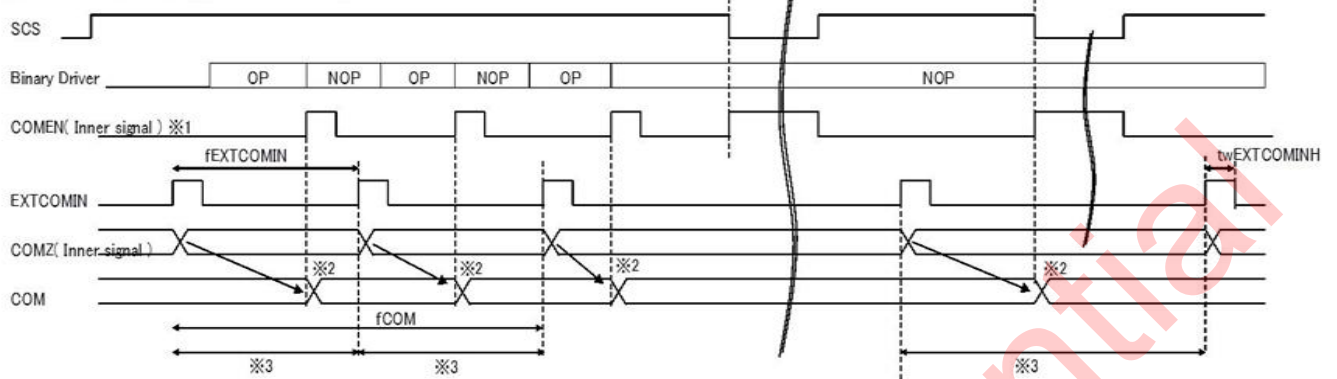 SCS
Binary Driver OP NOP OP NOP OP NOP
COMEN( Inner signal ) ※1
fEXTCOMIN twEXTCOMINH
EXTCOMIN
COMZ( Inner signal )
※2 ※2 ※2 ※2
COM
fCOM
※3 ※3 ※3
ntial